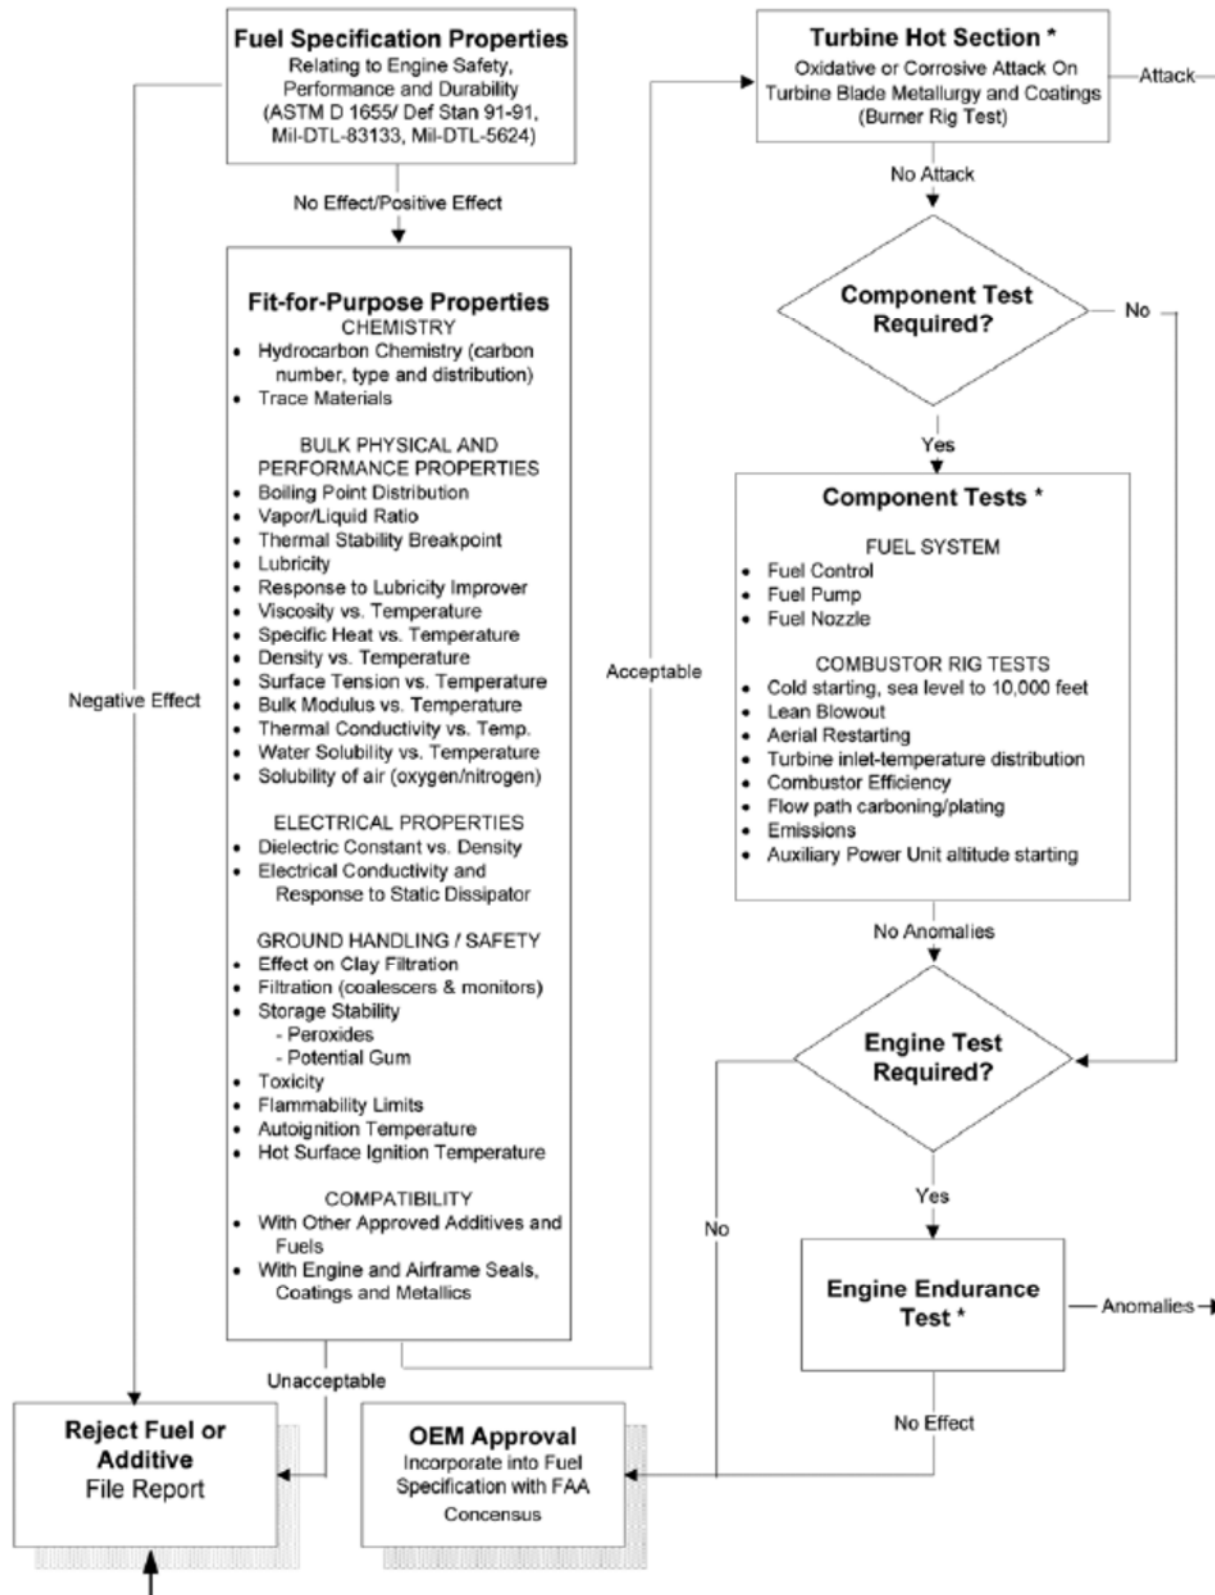 Fuel Specification Properties
Relating to Engine Safety,
Performance and Durability
(ASTM D 1655/ Def Stan 91-91,
Mil-DTL-83133, Mil-DTL-5624)
No Effect/Positive Effect
Negative Effect
Fit-for-Purpose Properties
CHEMISTRY
• Hydrocarbon Chemistry (carbon
number, type and distribution)
• Trace Materials
BULK PHYSICAL AND
PERFORMANCE PROPERTIES
• Boiling Point Distribution
• Vapor/Liquid Ratio
• Thermal Stability Breakpoint
• Lubricity
• Response to Lubricity Improver
• Viscosity vs. Temperature
• Specific Heat vs. Temperature
• Density vs. Temperature
• Surface Tension vs. Temperature
• Bulk Modulus vs. Temperature
• Thermal Conductivity vs. Temp.
• Water Solubility vs. Temperature
• Solubility of air (oxygen/nitrogen)
ELECTRICAL PROPERTIES
• Dielectric Constant vs. Density
• Electrical Conductivity and
Response to Static Dissipator
GROUND HANDLING / SAFETY
• Effect on Clay Filtration
• Filtration (coalescers & monitors)
• Storage Stability
- Peroxides
- Potential Gum
• Toxicity
• Flammability Limits
• Autoignition Temperature
• Hot Surface Ignition Temperature
COMPATIBILITY
• With Other Approved Additives and
Fuels
• With Engine and Airframe Seals,
Coatings and Metallics
Unacceptable
Acceptable
Reject Fuel or
Additive
File Report
OEM Approval
Incorporate into Fuel
Specification with FAA
Concensus
Turbine Hot Section *
Oxidative or Corrosive Attack On
Turbine Blade Metallurgy and Coatings
(Burner Rig Test)
Attack
No Attack
Component Test
Required?
No
Yes
Component Tests *
FUEL SYSTEM
• Fuel Control
• Fuel Pump
• Fuel Nozzle
COMBUSTOR RIG TESTS
• Cold starting, sea level to 10,000 feet
• Lean Blowout
• Aerial Restarting
• Turbine inlet-temperature distribution
• Combustor Efficiency
• Flow path carboning/plating
• Emissions
• Auxiliary Power Unit altitude starting
No Anomalies
Engine Test
Required?
Yes
No
Engine Endurance
Test *
Anomalies
No Effect